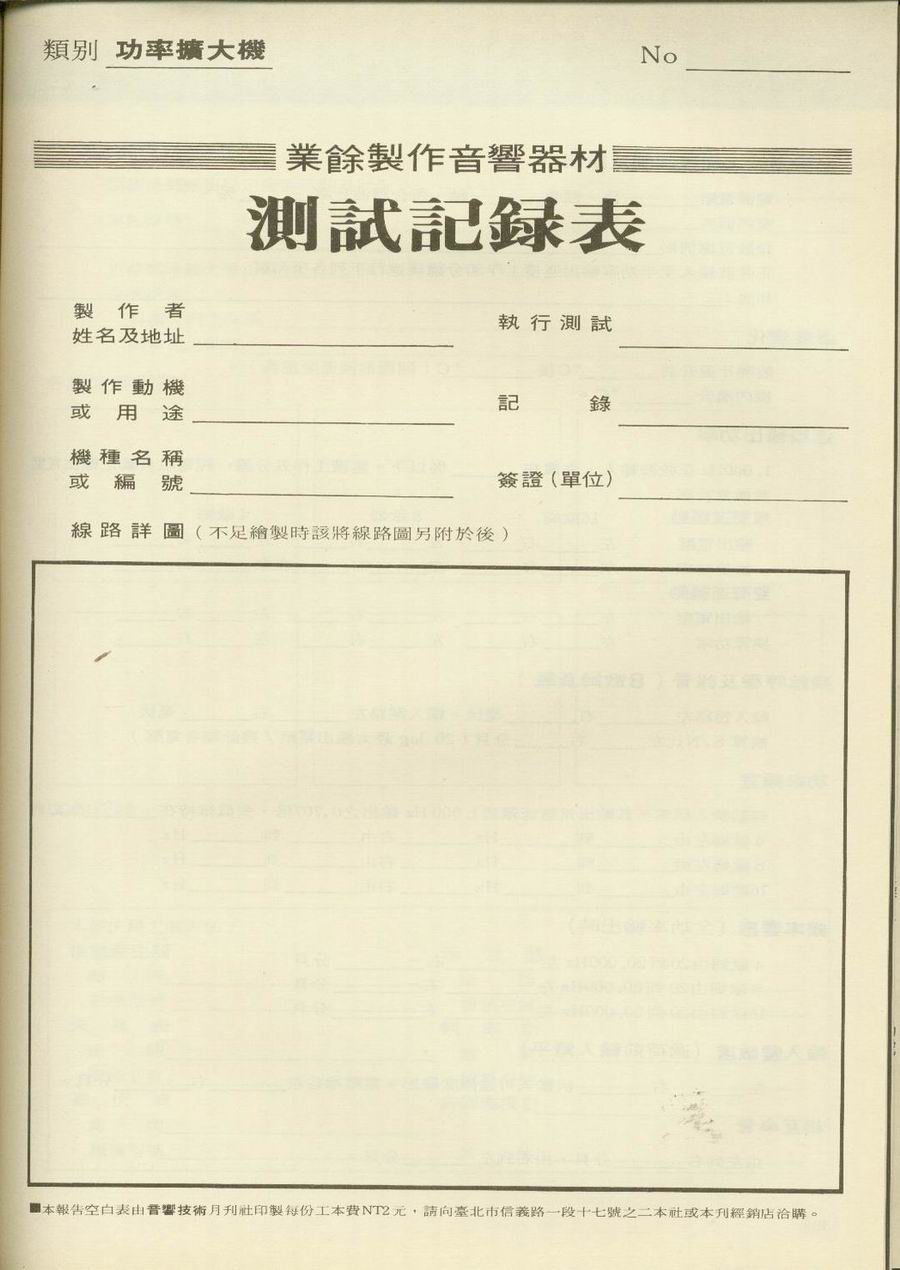 類別 功率擴大機 No
業餘製作音響器材
測試記錄表
製作者
姓名及地址
執行測試
製作動機
或用途
記錄
機種名稱
或編號
簽證(單位)
線路詳圖(不足繪製時該將線路圖另附於後)
■本報告空白表由音響技術月刊社印製每份工本費NT2元,請向臺北市信義路一段十七號之二本社或本刊經銷店洽購。